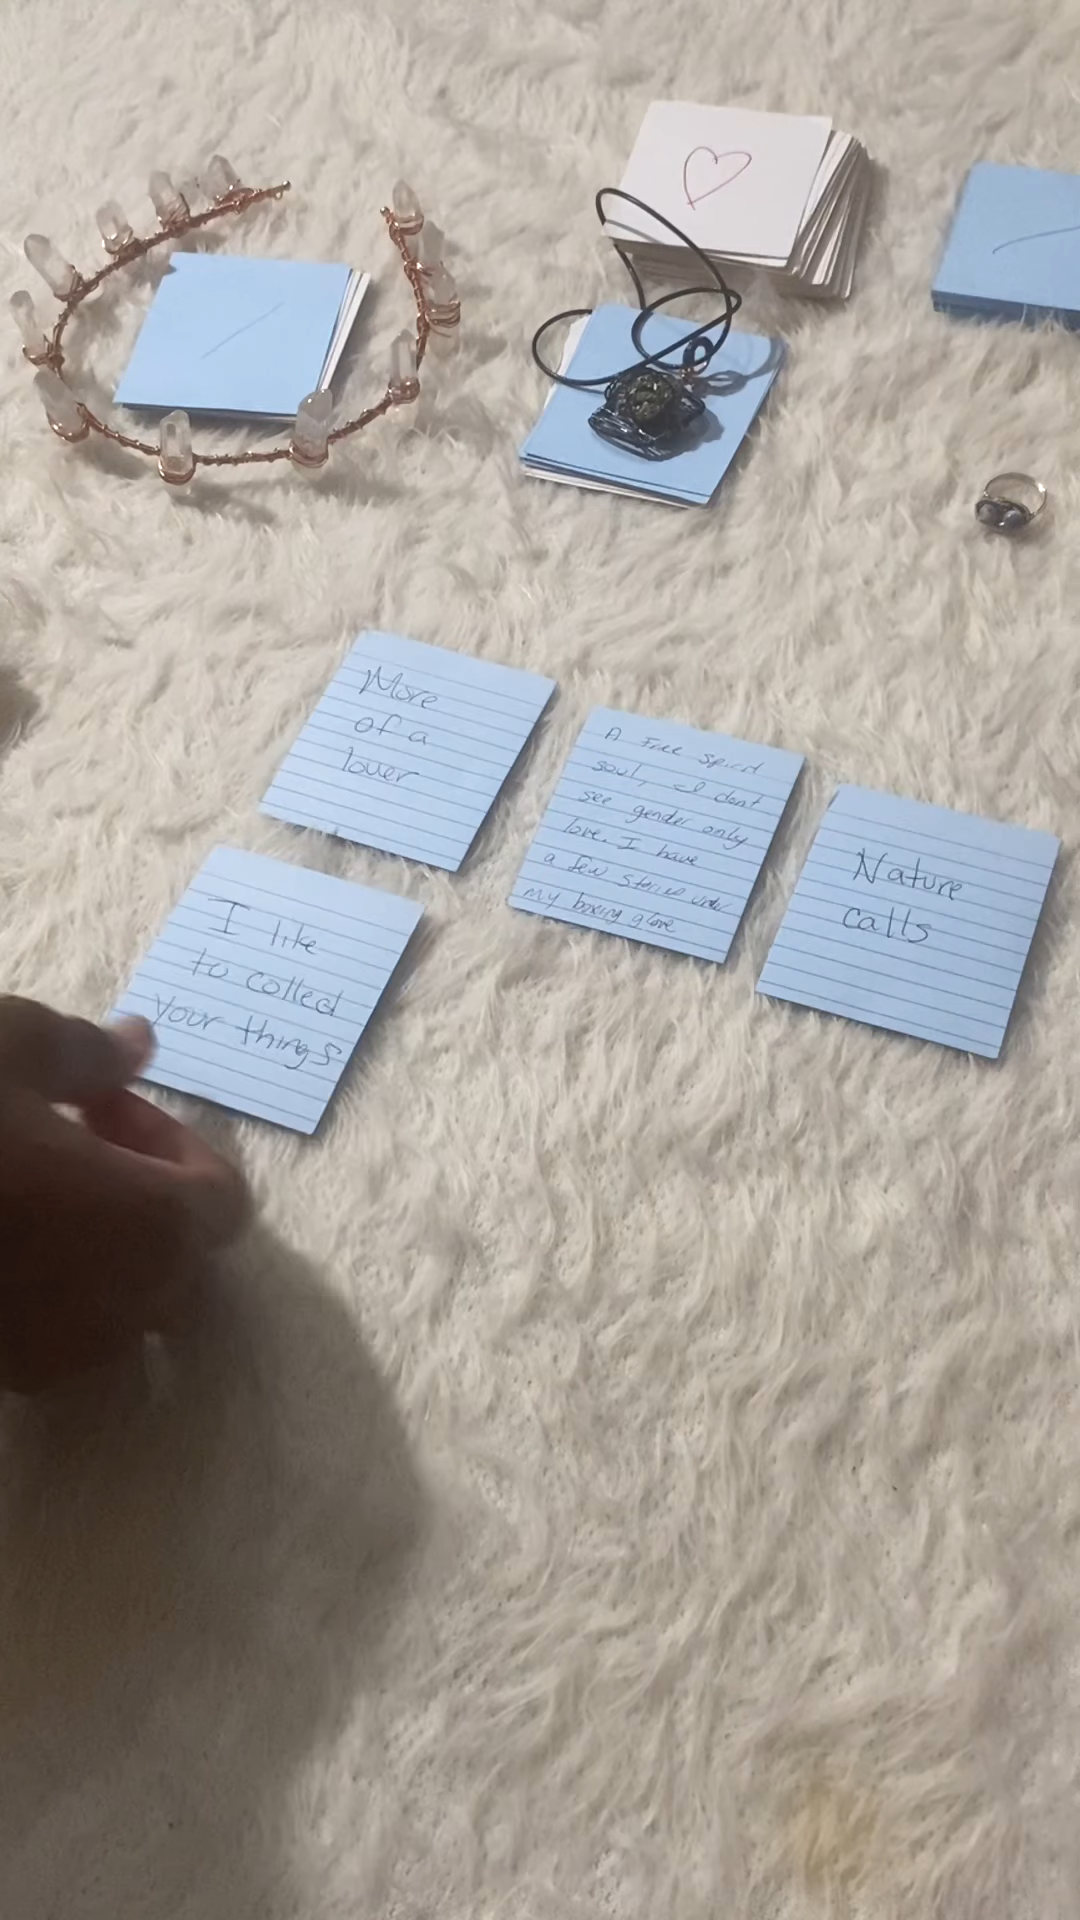 More
of a
lover
A Free spirit
soul, I dont
see gender only
love. I have
a few stories under
my boxing glove
Nature
calls
I like
to collect
your things